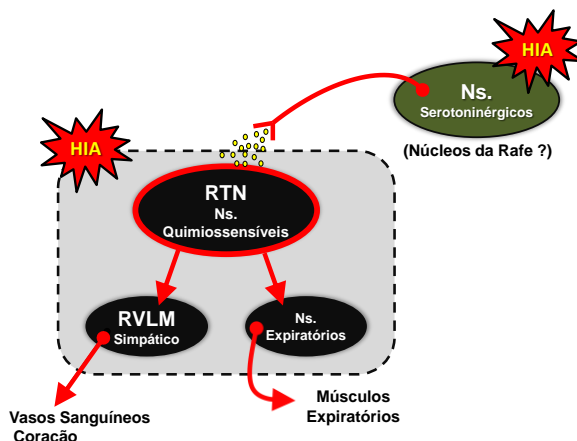 HIA
Ns.
Serotoninérgicos
(Núcleos da Rafe ?)
HIA
RTN
Ns.
Quimiossensíveis
RVLM
Simpático
Ns.
Expiratórios
Músculos
Expiratórios
Vasos Sanguíneos
Coração